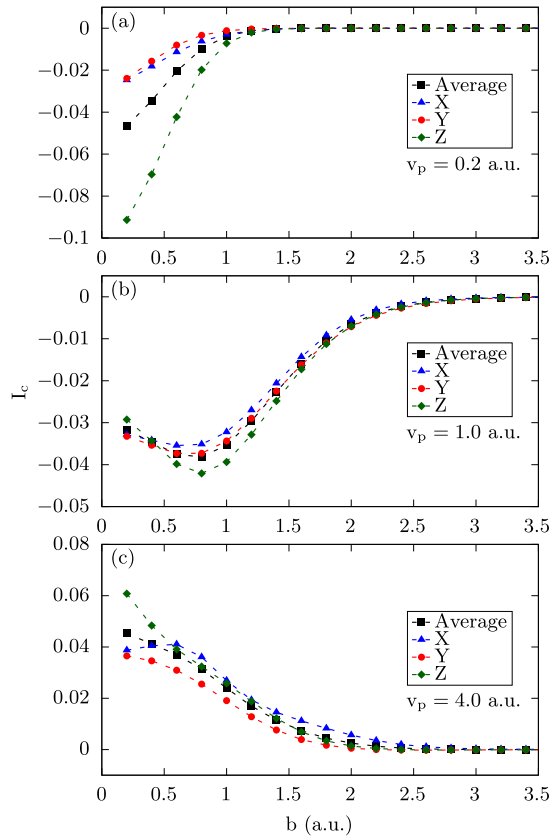 (a)
0
−0.02
−0.04
−0.06
−0.08
−0.1
Average
X
Y
Z
v_p = 0.2 a.u.
0 0.5 1 1.5 2 2.5 3 3.5
(b)
0
−0.01
−0.02
−0.03
−0.04
−0.05
I_c
Average
X
Y
Z
v_p = 1.0 a.u.
0 0.5 1 1.5 2 2.5 3 3.5
(c)
0.08
0.06
0.04
0.02
0
Average
X
Y
Z
v_p = 4.0 a.u.
0 0.5 1 1.5 2 2.5 3 3.5
b (a.u.)